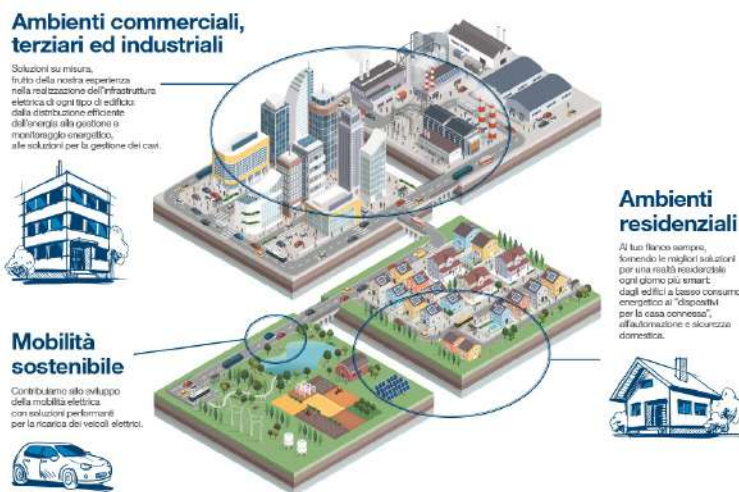 Ambienti commerciali,
terziari ed industriali
Soluzioni su misura,
frutto della nostra esperienza
nella realizzazione dell'infrastruttura
elettrica di ogni tipo di edificio:
dalla distribuzione efficiente
dell'energia alla gestione e
monitoraggio energetico,
alle soluzioni per la gestione dei cavi.
Ambienti
residenziali
Al tuo fianco sempre,
fornendo le migliori soluzioni
per una realtà residenziale
ogni giorno più smart:
dagli edifici a basso consumo
energetico ai "dispositivi
per la casa connessa",
all'automazione e sicurezza
domestica.
Mobilità
sostenibile
Contribuiamo allo sviluppo
della mobilità elettrica
con soluzioni performanti
per la ricarica dei veicoli elettrici.